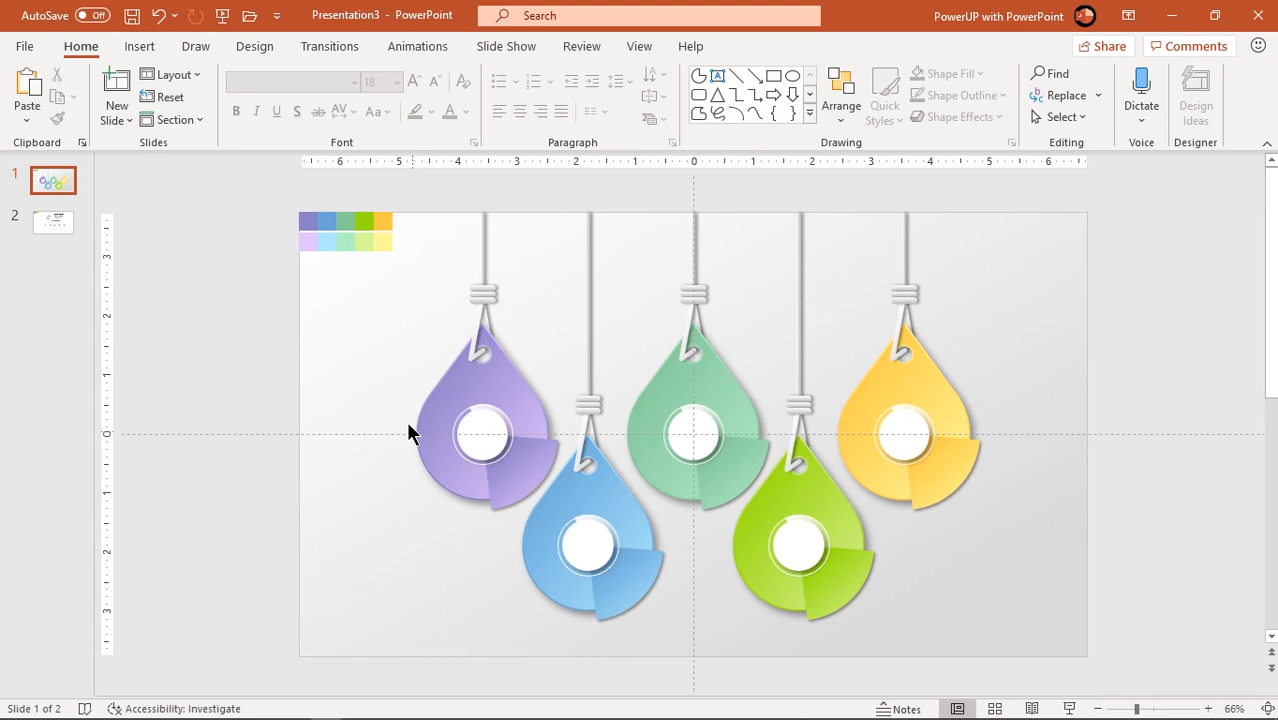 AutoSave Off Presentation3 - PowerPoint Search PowerUP with PowerPoint
File Home Insert Draw Design Transitions Animations Slide Show Review View Help Share Comments
Paste
Clipboard
New
Slide
Layout
Reset
Section
Slides
18
A A A
B I U S ab AV Aa A
Font
Paragraph
A
Arrange
Quick
Styles
Shape Fill
Shape Outline
Shape Effects
Drawing
Find
Replace
Select
Editing
Dictate
Voice
Design
Ideas
Designer
6 5 4 3 2 1 0 1 2 3 4 5 6
3
2
1
0
1
2
3
1
2
Slide 1 of 2 Accessibility: Investigate Notes 66%